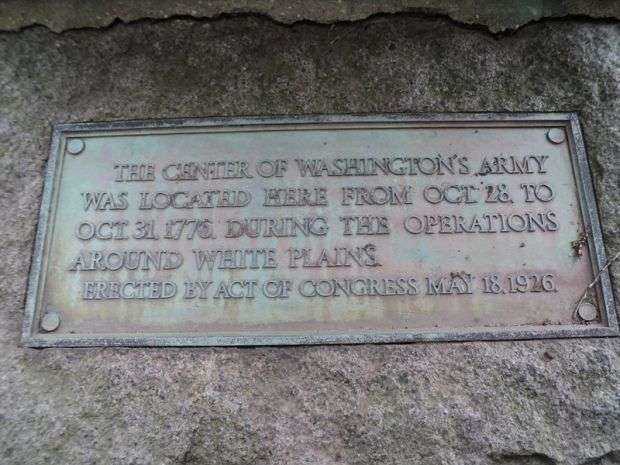 THE CENTER OF WASHINGTON'S ARMY
WAS LOCATED HERE FROM OCT. 28, TO
OCT. 31, 1776, DURING THE OPERATIONS
AROUND WHITE PLAINS.
ERECTED BY ACT OF CONGRESS MAY 18, 1926.